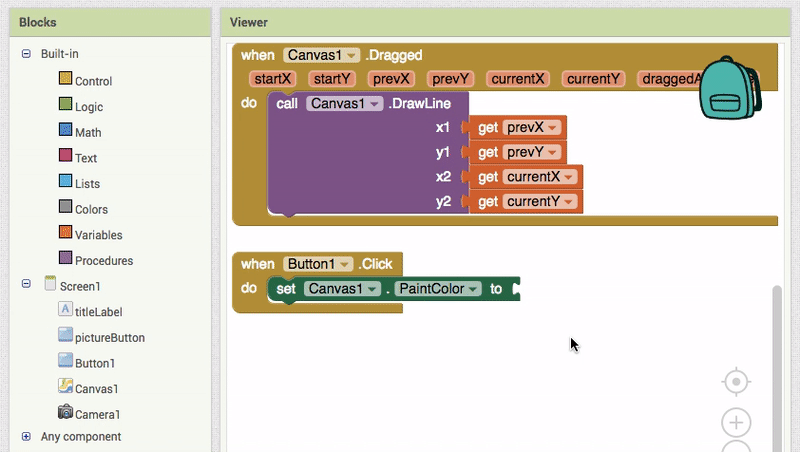 Blocks
Viewer
Built-in
Control
Logic
Math
Text
Lists
Colors
Variables
Procedures
Screen1
A titleLabel
pictureButton
Button1
Canvas1
Camera1
Any component
when Canvas1 .Dragged
startX startY prevX prevY currentX currentY
do call Canvas1 .DrawLine
x1 get prevX
y1 get prevY
x2 get currentX
y2 get currentY
when Button1 .Click
do set Canvas1 . PaintColor to